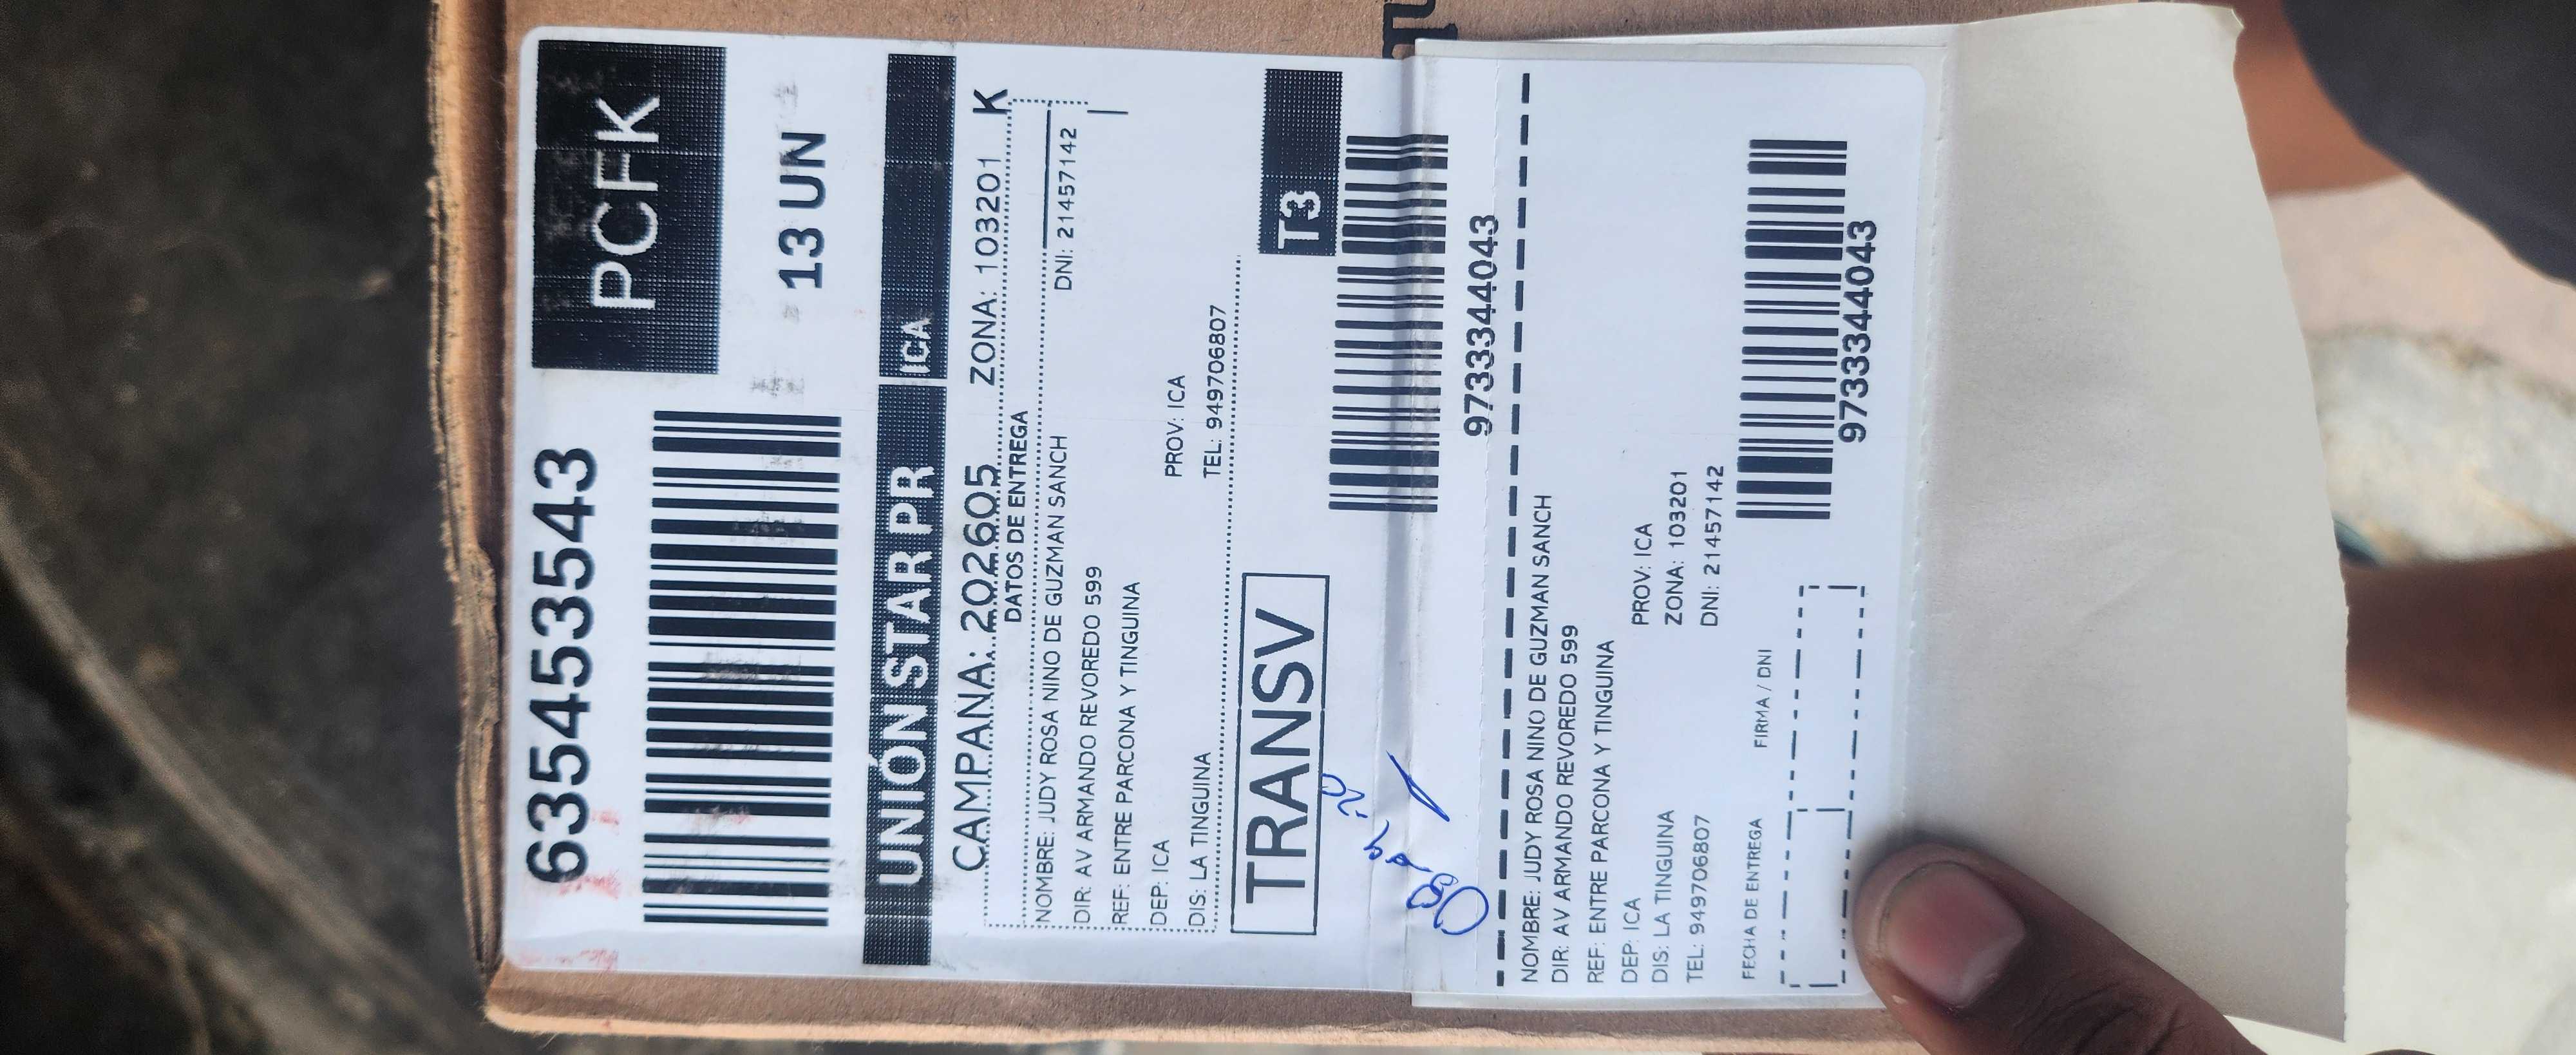 6354535543
PCFK
13 UN
UNIÓN STAR PR
ICA
CAMPANA: 202605 ZONA: 103201 K
DATOS DE ENTREGA
NOMBRE: JUDY ROSA NINO DE GUZMAN SANCH DNI: 21457142
DIR: AV ARMANDO REVOREDO 599
REF: ENTRE PARCONA Y TINGUINA
DEP: ICA PROV: ICA
DIS: LA TINGUINA TEL: 949706807
TRANSV
T3
9733344043
NOMBRE: JUDY ROSA NINO DE GUZMAN SANCH
DIR: AV ARMANDO REVOREDO 599
REF: ENTRE PARCONA Y TINGUINA
DEP: ICA PROV: ICA
DIS: LA TINGUINA ZONA: 103201
TEL: 949706807 DNI: 21457142
FECHA DE ENTREGA FIRMA / DNI
9733344043